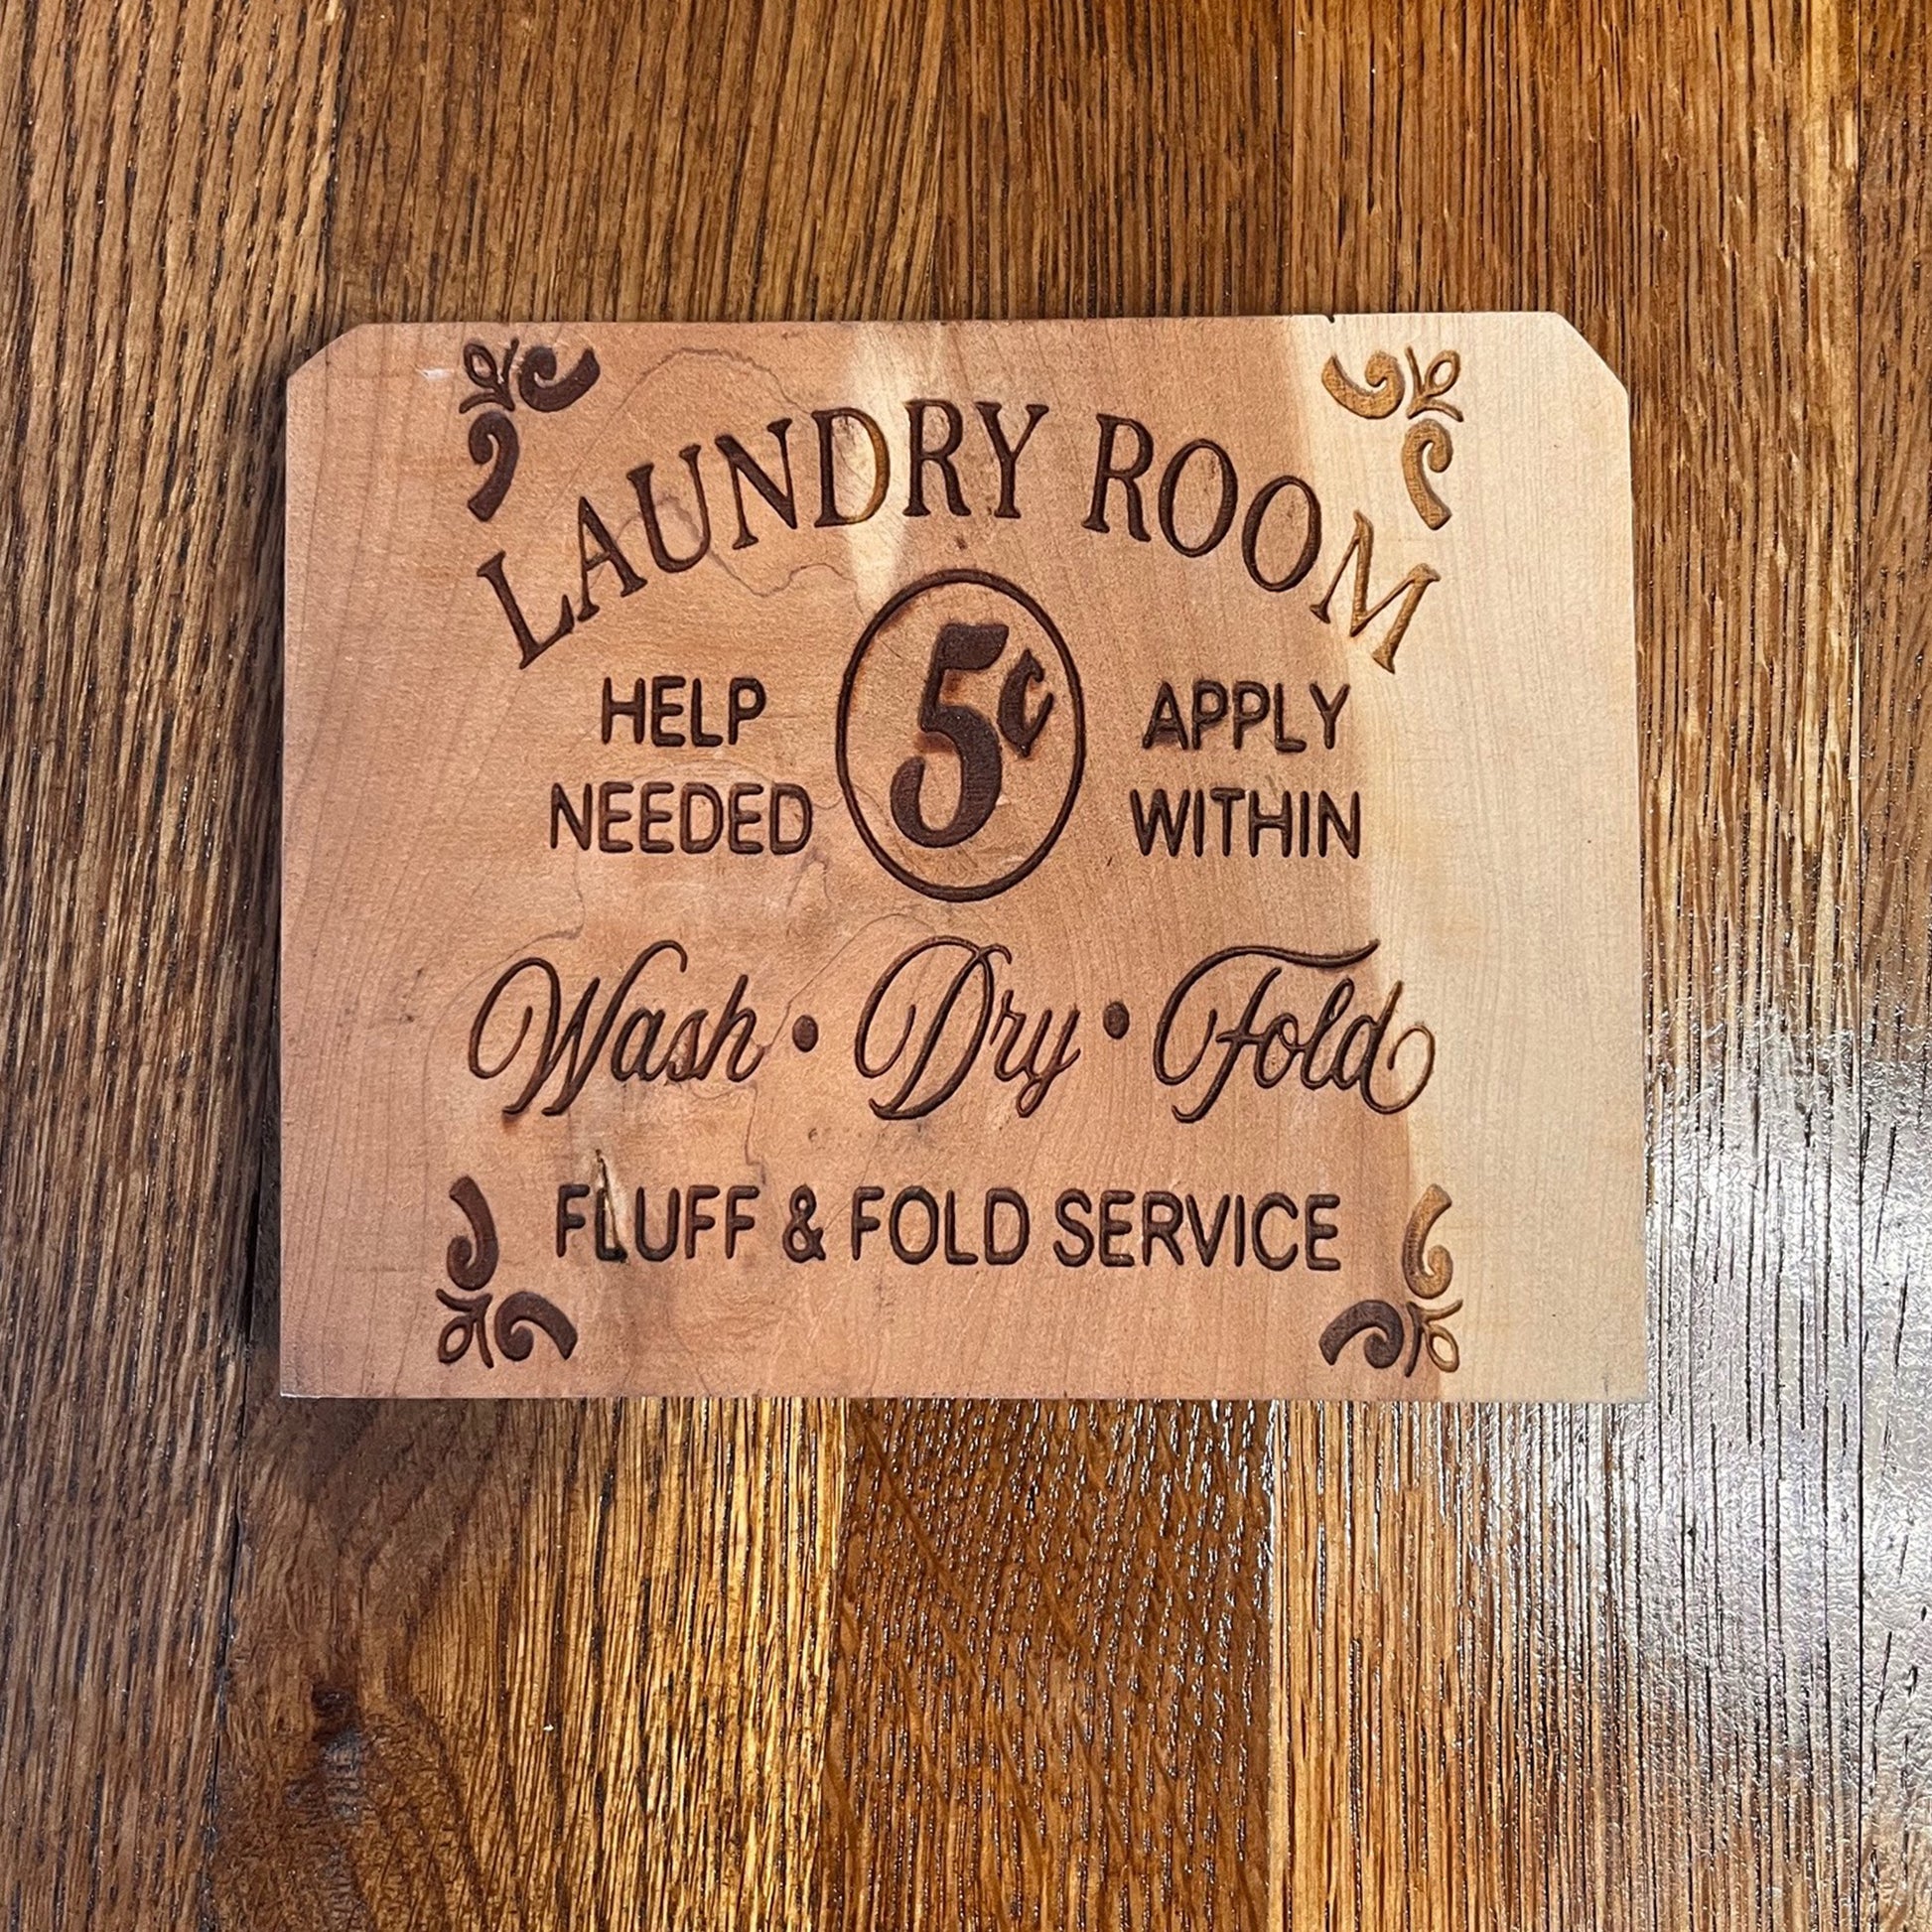 LAUNDRY ROOM
HELP NEEDED
5¢
APPLY WITHIN
Wash • Dry • Fold
FLUFF & FOLD SERVICE